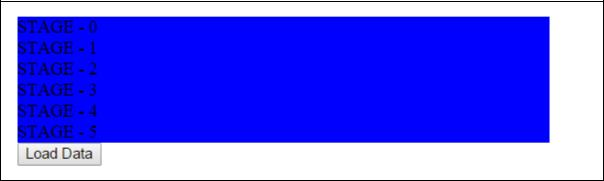 STAGE - 0
STAGE - 1
STAGE - 2
STAGE - 3
STAGE - 4
STAGE - 5
Load Data